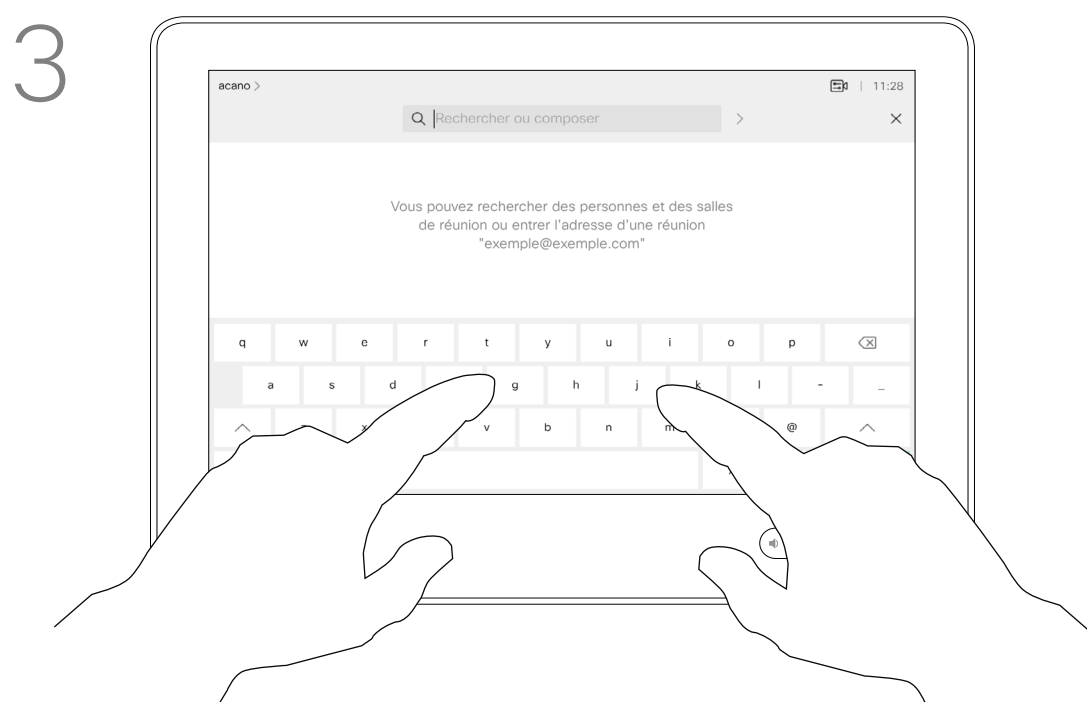 3
acano >
11:28
Rechercher ou composer
Vous pouvez rechercher des personnes et des salles
de réunion ou entrer l'adresse d'une réunion
"exemple@exemple.com"
q w e r t y u i o p
a s d g h j k l - _
x v b n m @